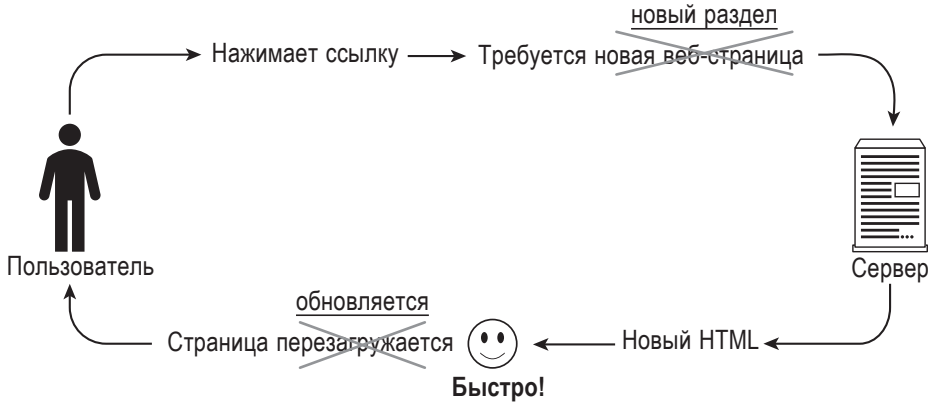 новый раздел
Нажимает ссылку
Требуется новая веб-страница
Пользователь
Сервер
обновляется
Страница перезагружается
Новый HTML
Быстро!